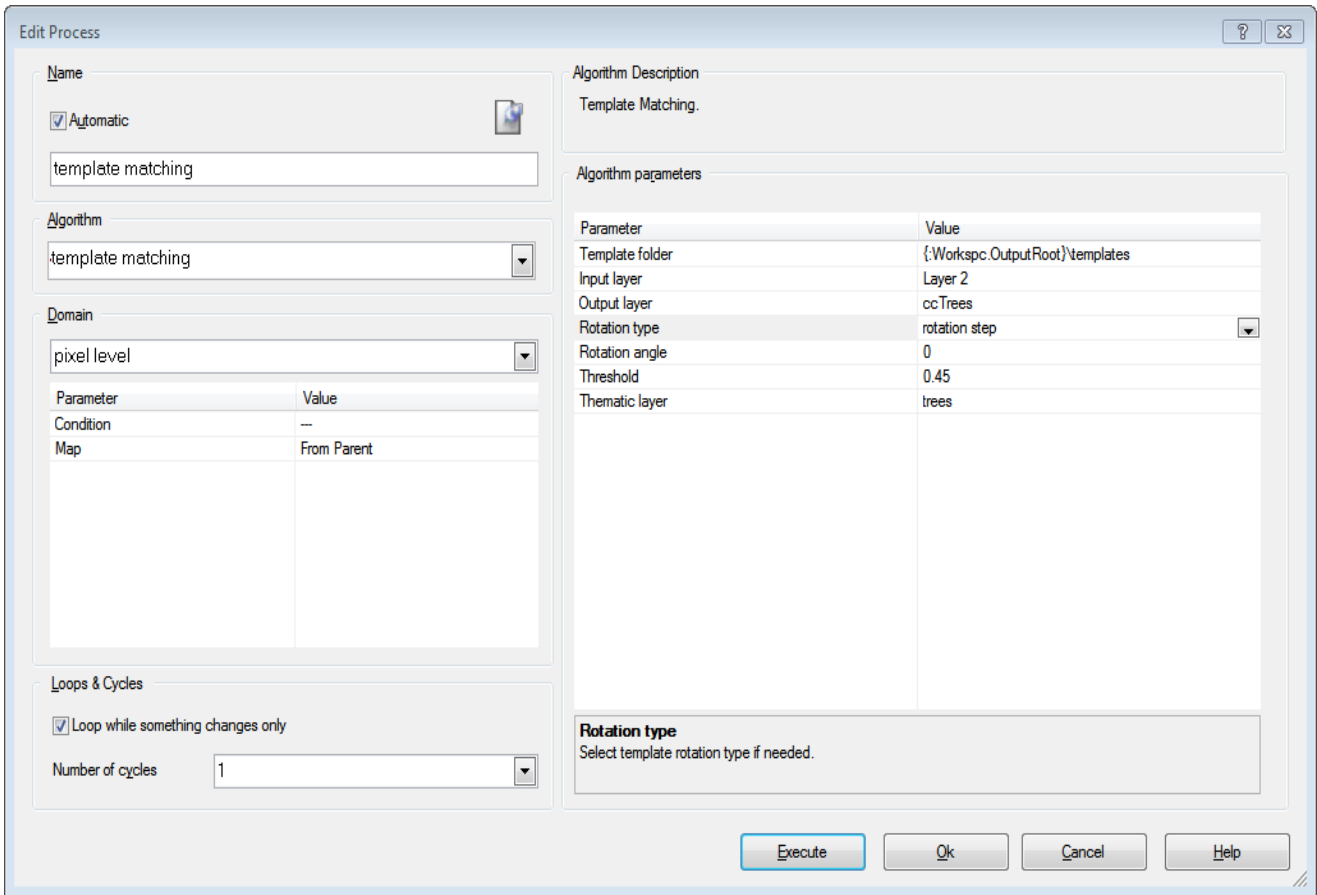 Edit Process
Name
Automatic
template matching
Algorithm
template matching
Domain
pixel level
Parameter Value
Condition ---
Map From Parent
Loops & Cycles
Loop while something changes only
Number of cycles 1
Algorithm Description
Template Matching.
Algorithm parameters
Parameter Value
Template folder {:Workspc.OutputRoot}\templates
Input layer Layer 2
Output layer ccTrees
Rotation type rotation step
Rotation angle 0
Threshold 0.45
Thematic layer trees
Rotation type
Select template rotation type if needed.
Execute Ok Cancel Help